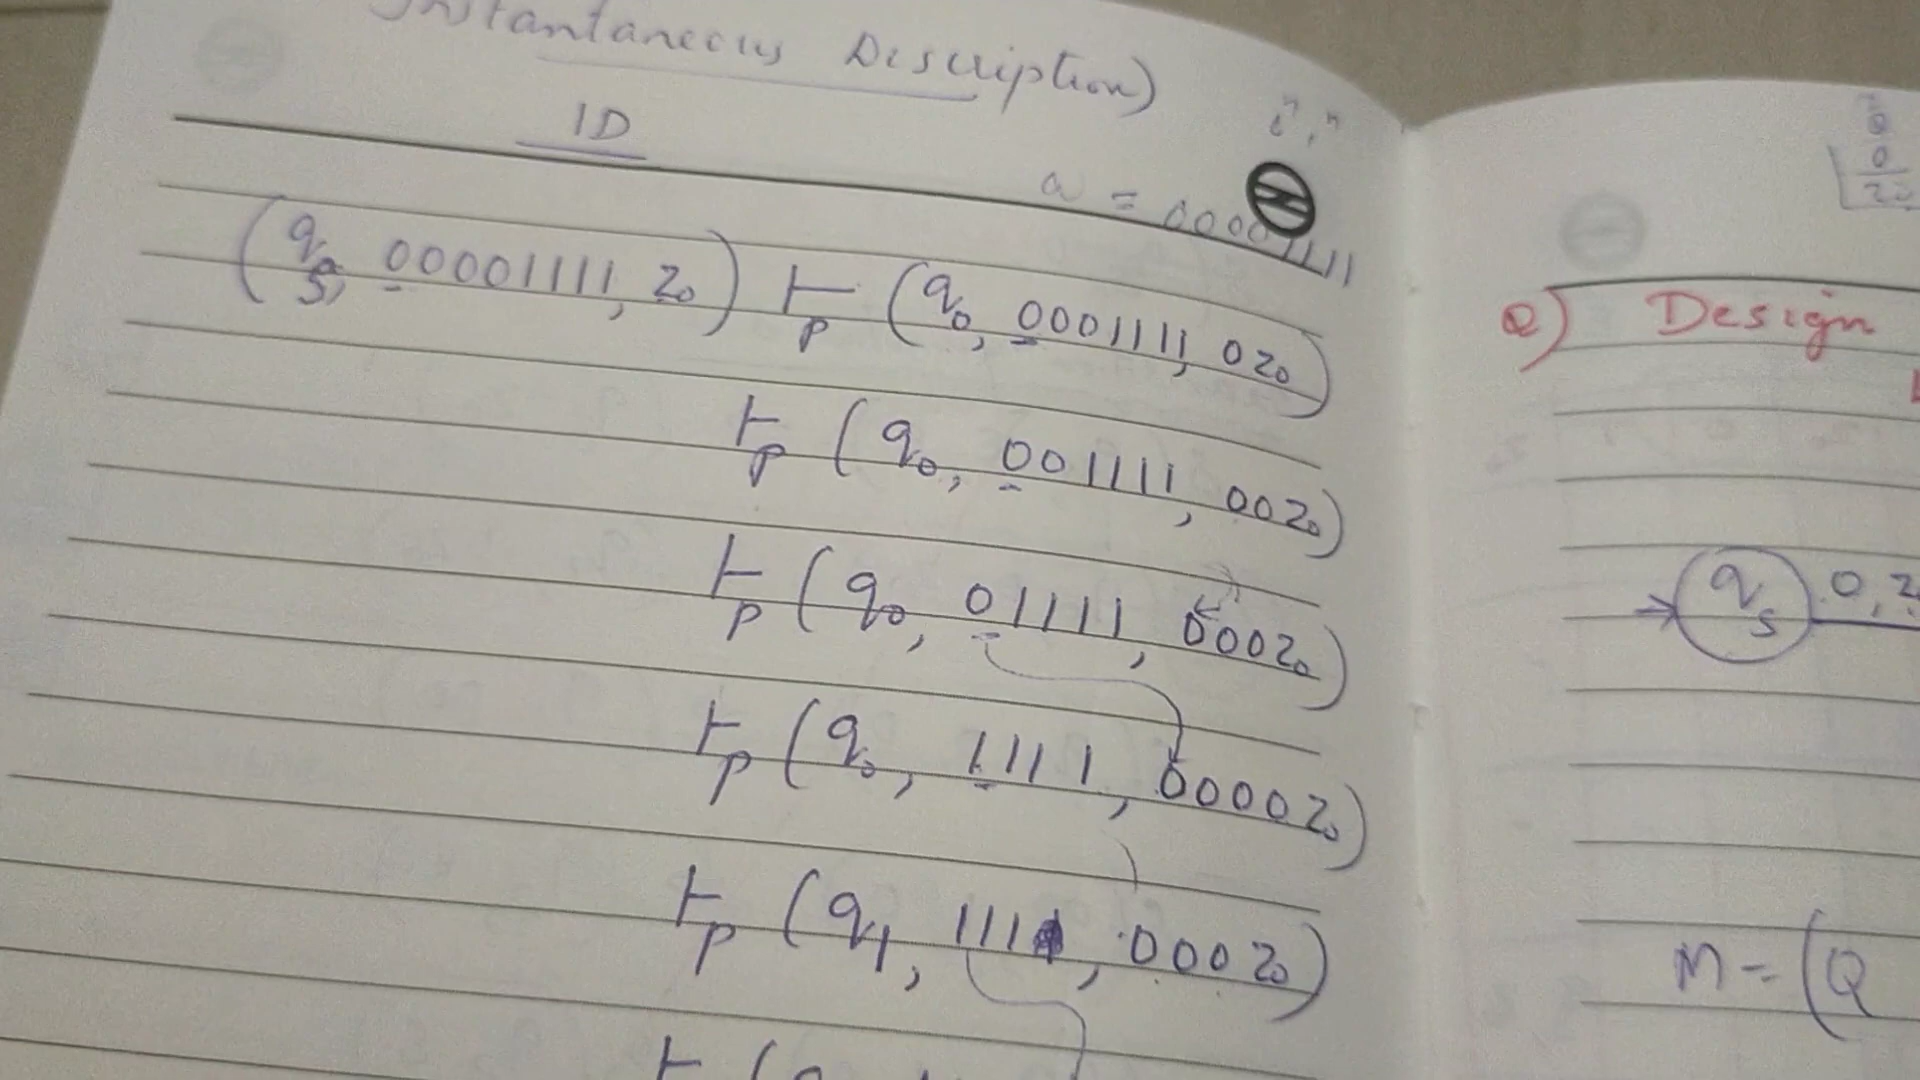 Instantaneous Description)
ID
w = 00001111
(qs, 00001111, z0) ⊢p (q0, 0001111, 0z0)
⊢p (q0, 001111, 00z0)
⊢p (q0, 01111, 000z0)
⊢p (q0, 1111, 0000z0)
⊢p (q1, 111, 000z0)
Q) Design
qs 0, z
M = (Q